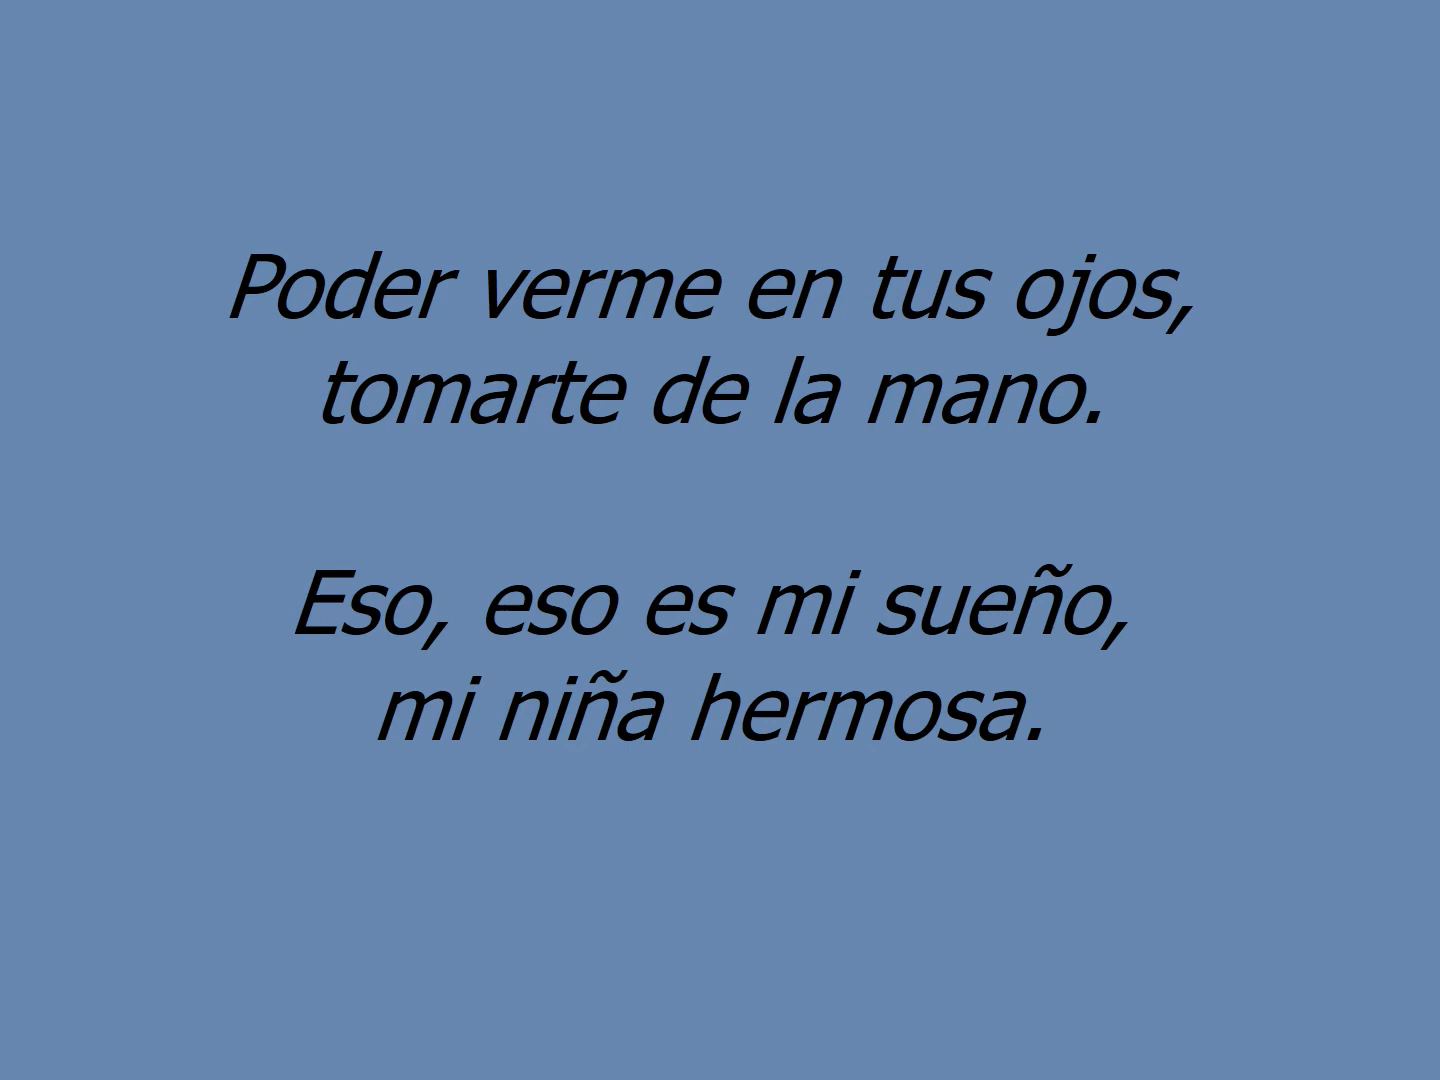 Poder verme en tus ojos,
tomarte de la mano.
Eso, eso es mi sueño,
mi niña hermosa.